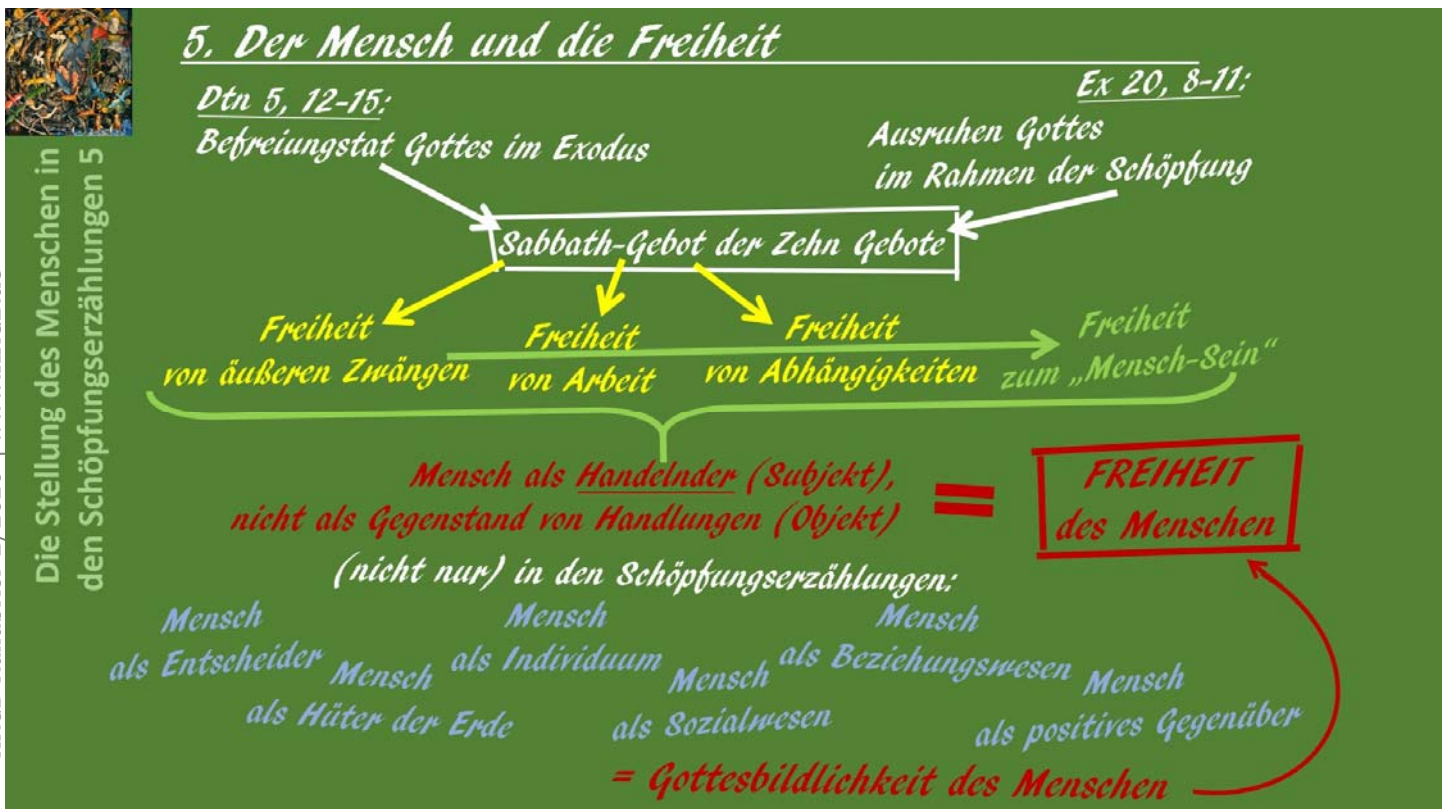 5. Der Mensch und die Freiheit
Dtn 5, 12-15:
Befreiungstat Gottes im Exodus
Ex 20, 8-11:
Ausruhen Gottes
im Rahmen der Schöpfung
Sabbath-Gebot der Zehn Gebote
Freiheit
von äußeren Zwängen
Freiheit
von Arbeit
Freiheit
von Abhängigkeiten
Freiheit
zum „Mensch-Sein“
Mensch als Handelnder (Subjekt),
nicht als Gegenstand von Handlungen (Objekt)
=
FREIHEIT
des Menschen
(nicht nur) in den Schöpfungserzählungen:
Mensch
als Entscheider
Mensch
als Hüter der Erde
Mensch
als Individuum
Mensch
als Sozialwesen
Mensch
als Beziehungswesen
Mensch
als positives Gegenüber
= Gottesbildlichkeit des Menschen
Die Stellung des Menschen in
den Schöpfungserzählungen 5